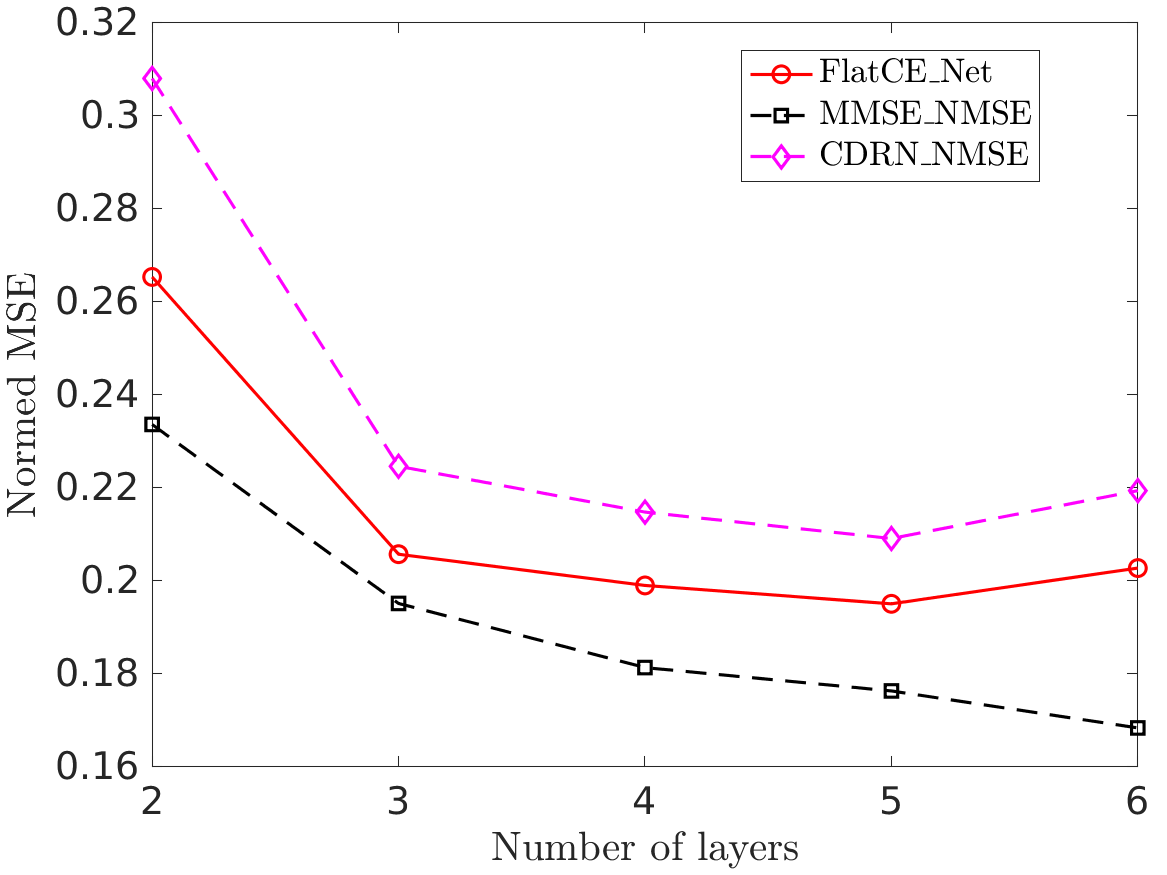 0.32
0.3
0.28
0.26
0.24
0.22
0.2
0.18
0.16
Normed MSE
2 3 4 5 6
Number of layers
FlatCE_Net
MMSE_NMSE
CDRN_NMSE